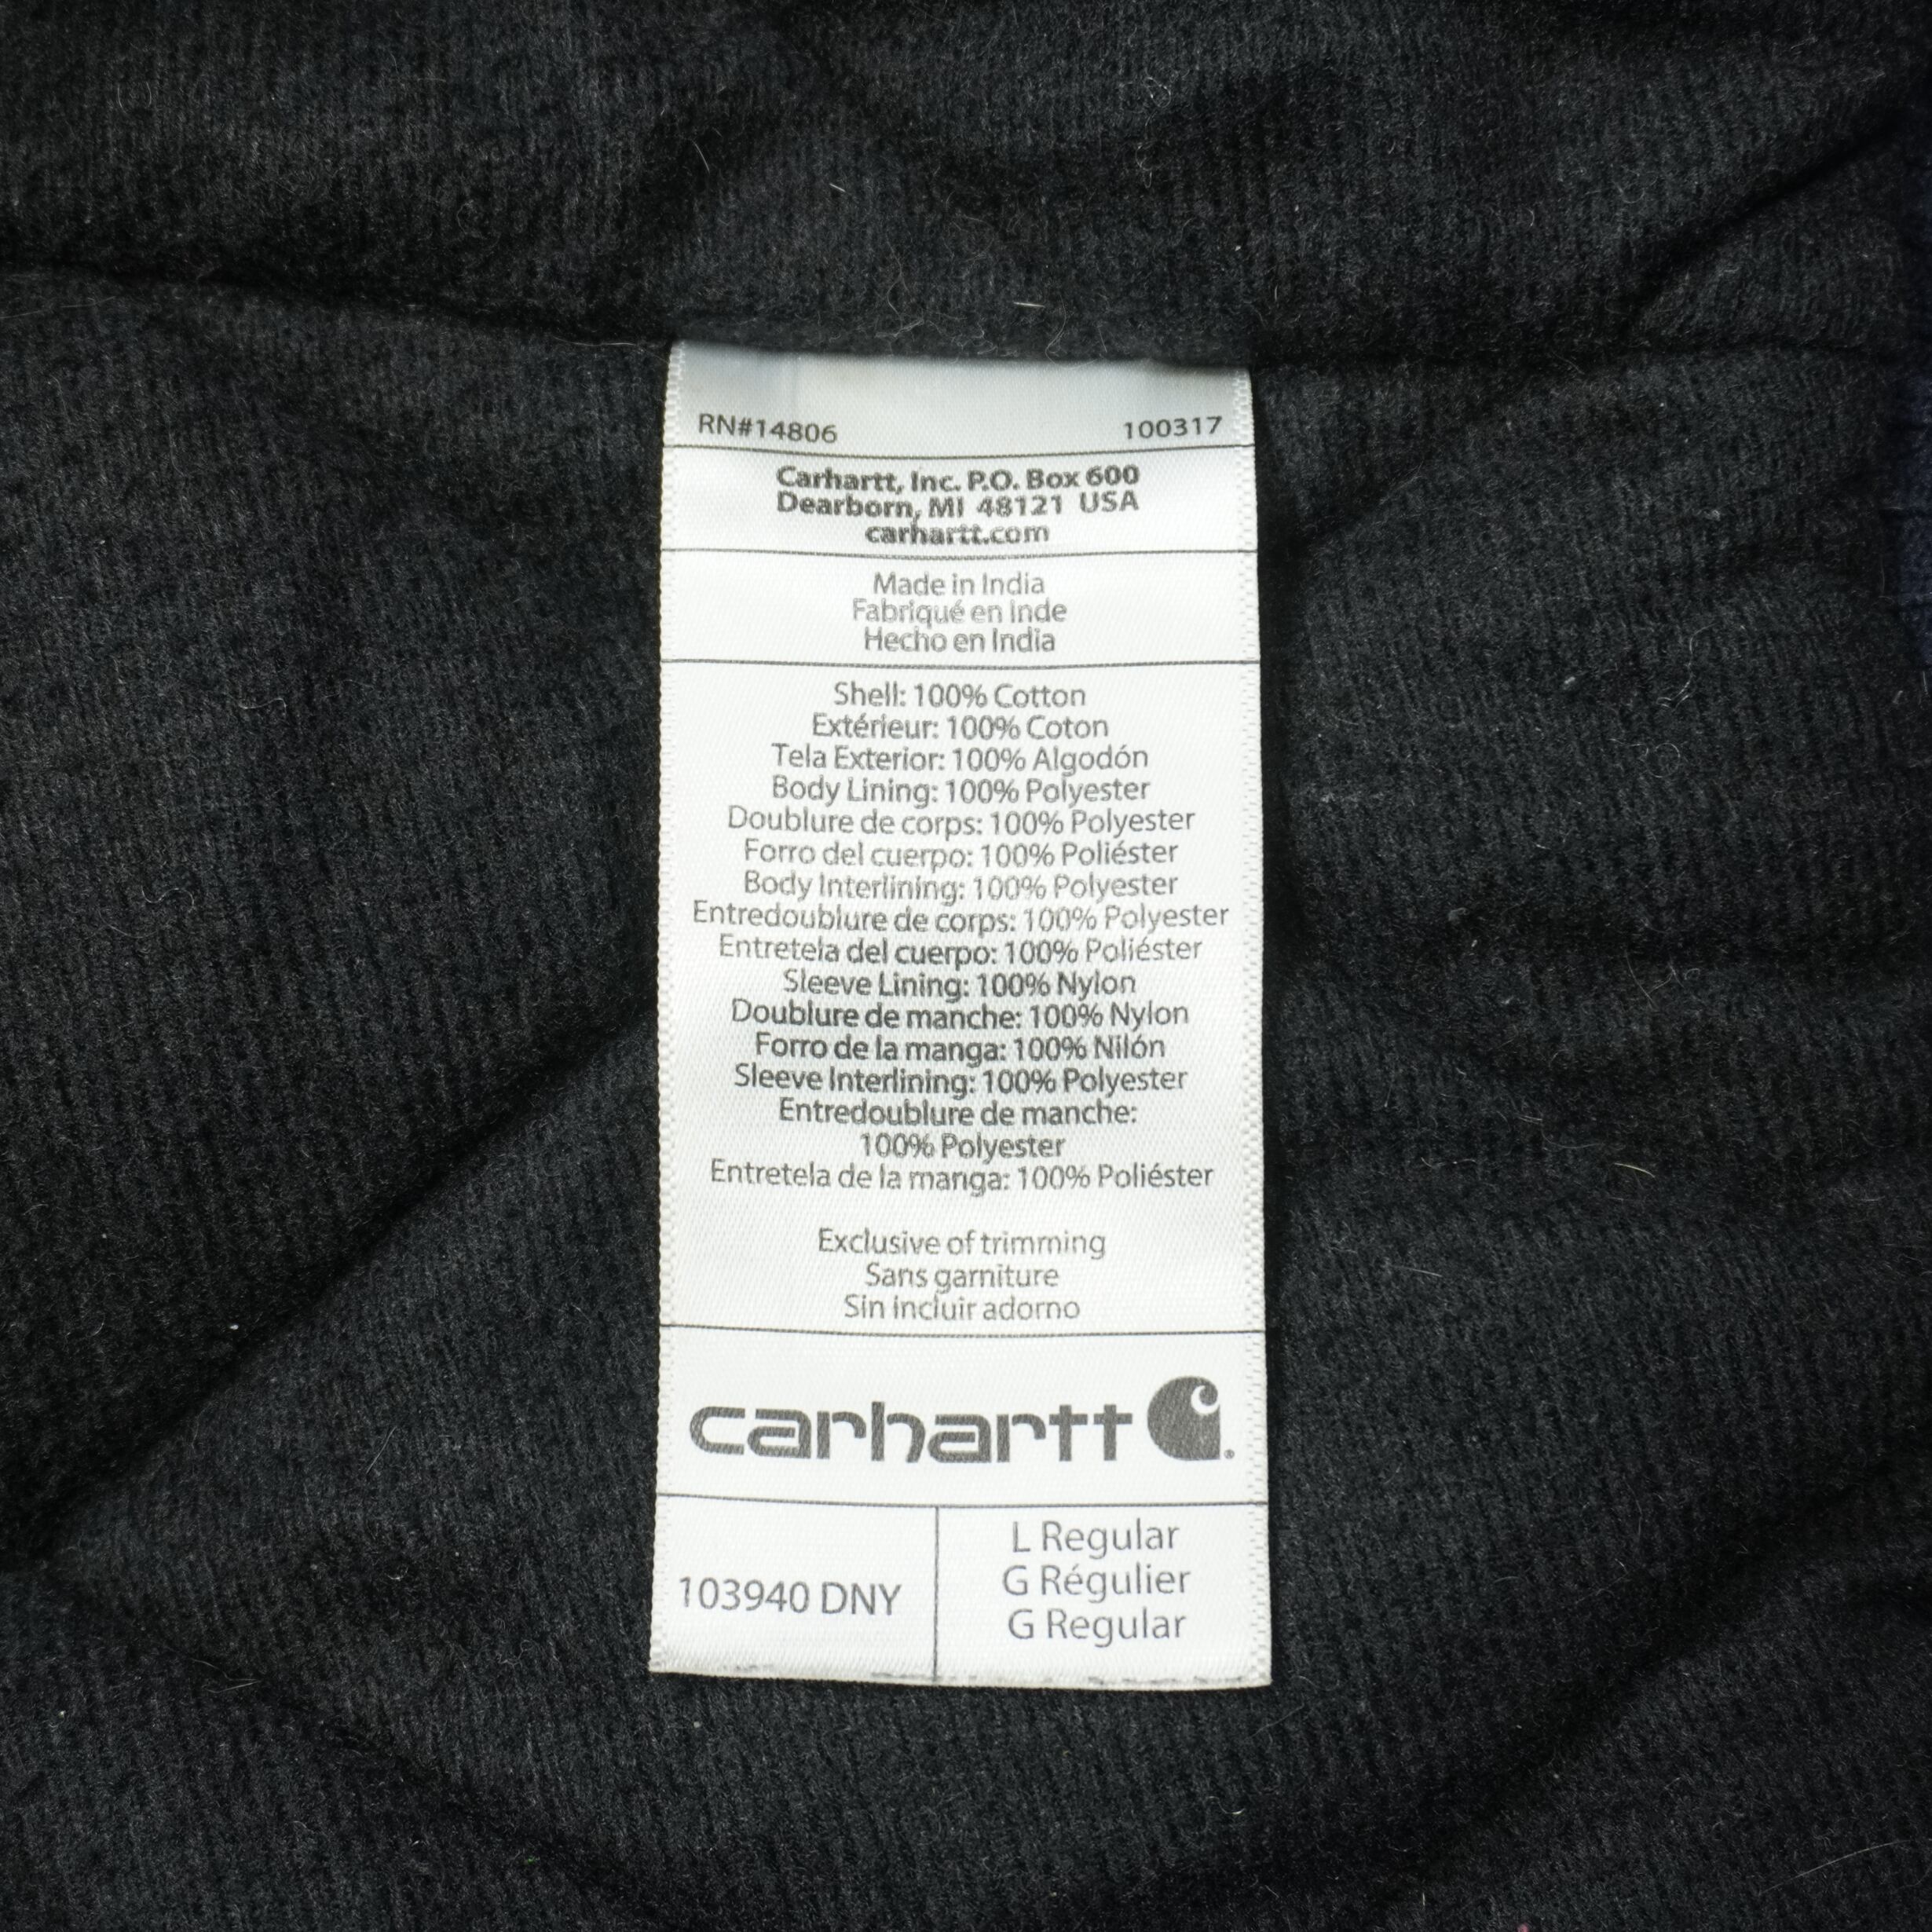 RN#14806 100317
Carhartt, Inc. P.O. Box 600
Dearborn, MI 48121 USA
carhartt.com
Made in India
Fabriqué en Inde
Hecho en India
Shell: 100% Cotton
Extérieur: 100% Coton
Tela Exterior: 100% Algodón
Body Lining: 100% Polyester
Doublure de corps: 100% Polyester
Forro del cuerpo: 100% Poliéster
Body Interlining: 100% Polyester
Entredoublure de corps: 100% Polyester
Entretela del cuerpo: 100% Poliéster
Sleeve Lining: 100% Nylon
Doublure de manche: 100% Nylon
Forro de la manga: 100% Nilón
Sleeve Interlining: 100% Polyester
Entredoublure de manche:
100% Polyester
Entretela de la manga: 100% Poliéster
Exclusive of trimming
Sans garniture
Sin incluir adorno
carhartt
103940 DNY
L Regular
G Régulier
G Regular